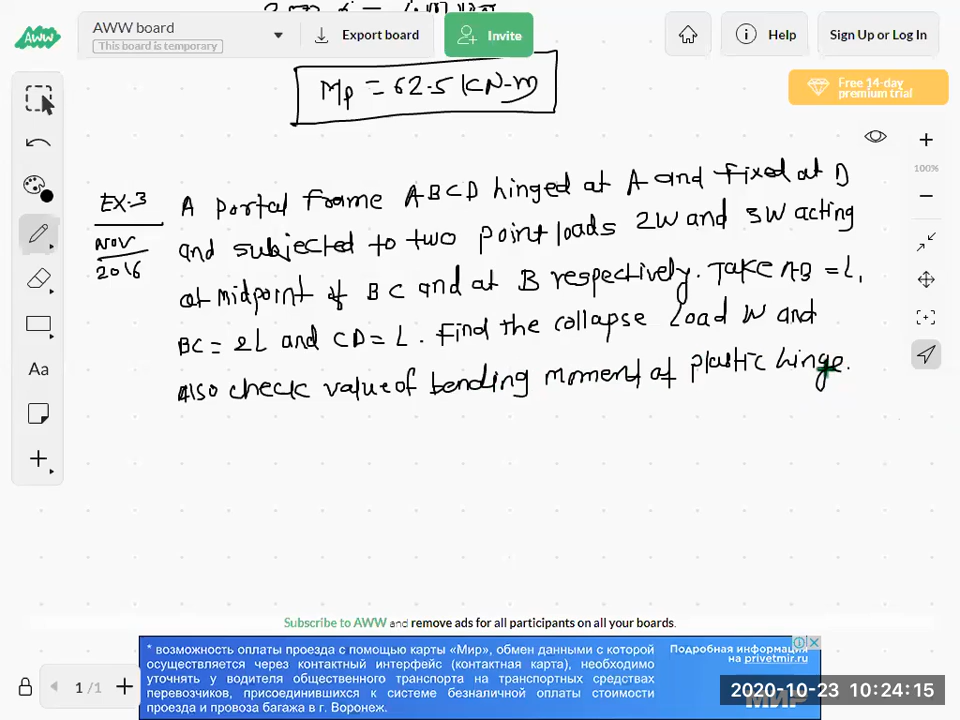 AWW board
This board is temporary
Export board
Invite
Help
Sign Up or Log In
Free 14-day
premium trial
Mp = 62.5 kN-m
100%
EX-3
Nov
2016
A portal frame ABCD hinged at A and fixed at D
and subjected to two point loads 2W and 3W acting
at midpoint of BC and at B respectively. Take AB = L,
BC = 2L and CD = L. Find the collapse load W and
also check value of bending moment at plastic hinge.
Aa
Subscribe to AWW and remove ads for all participants on all your boards.
* возможность оплаты проезда с помощью карты «Мир», обмен данными с которой
осуществляется через контактный интерфейс (контактная карта), необходимо
уточнять у водителя общественного транспорта на транспортных средствах
перевозчиков, присоединившихся к системе безналичной оплаты стоимости
проезда и провоза багажа в г. Воронеж.
Подробная информация
на privetmir.ru
1 / 1
2020-10-23 10:24:15